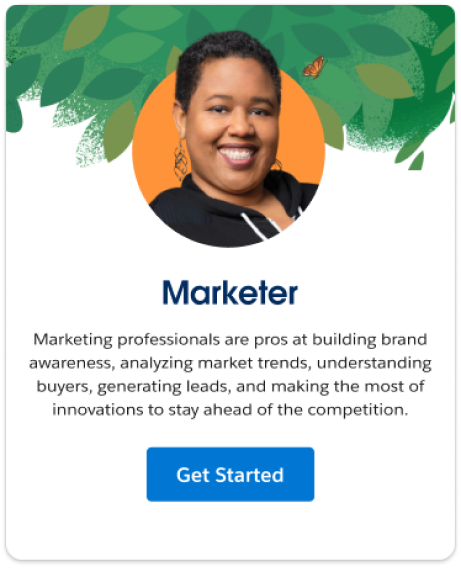 Marketer
Marketing professionals are pros at building brand
awareness, analyzing market trends, understanding
buyers, generating leads, and making the most of
innovations to stay ahead of the competition.
Get Started